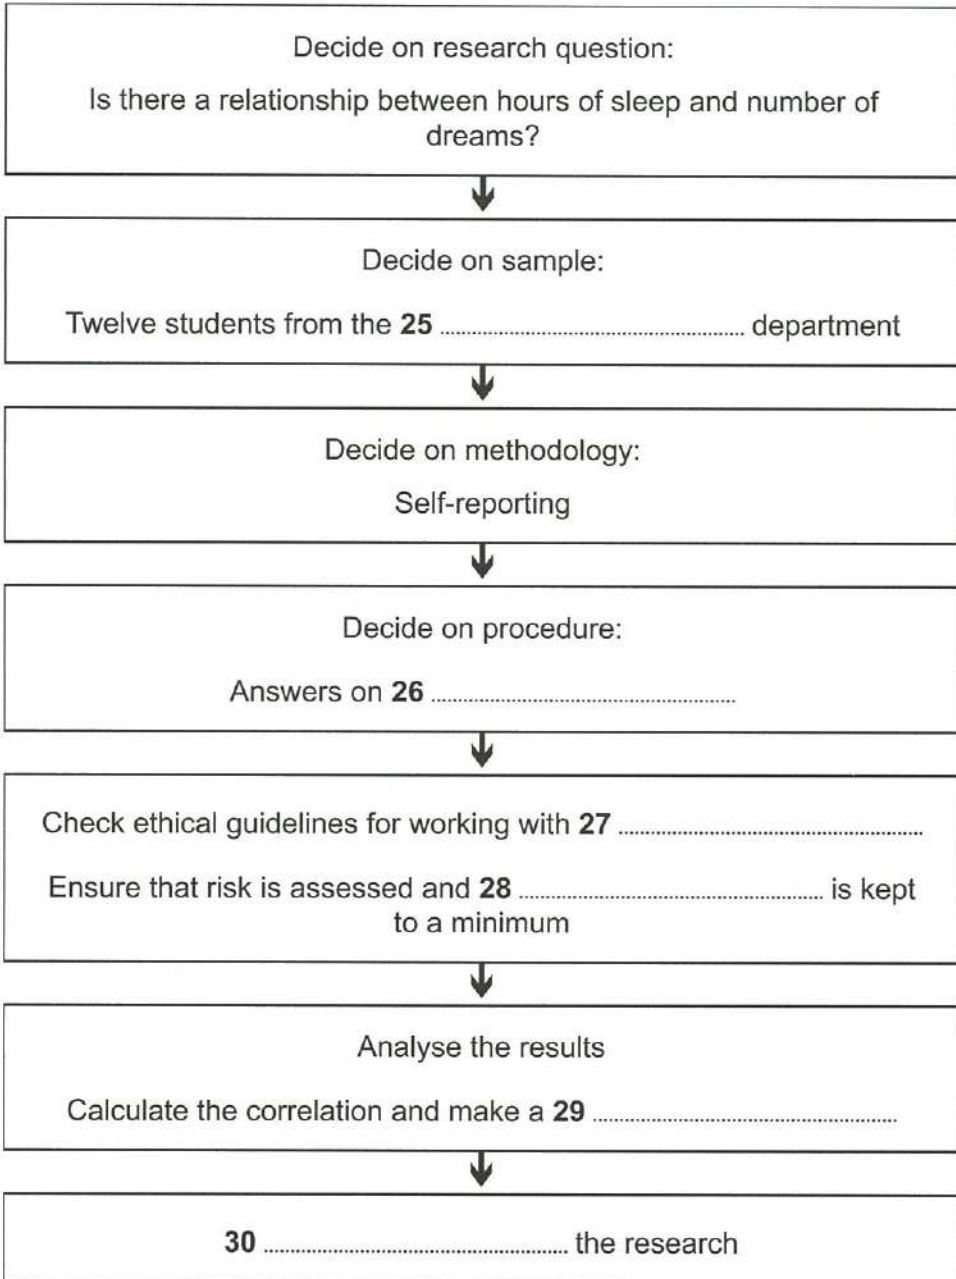 Decide on research question:
Is there a relationship between hours of sleep and number of
dreams?
Decide on sample:
Twelve students from the 25 ........................................ department
Decide on methodology:
Self-reporting
Decide on procedure:
Answers on 26 ........................................
Check ethical guidelines for working with 27 ........................................
Ensure that risk is assessed and 28 ........................................ is kept
to a minimum
Analyse the results
Calculate the correlation and make a 29 ........................................
30 ........................................ the research